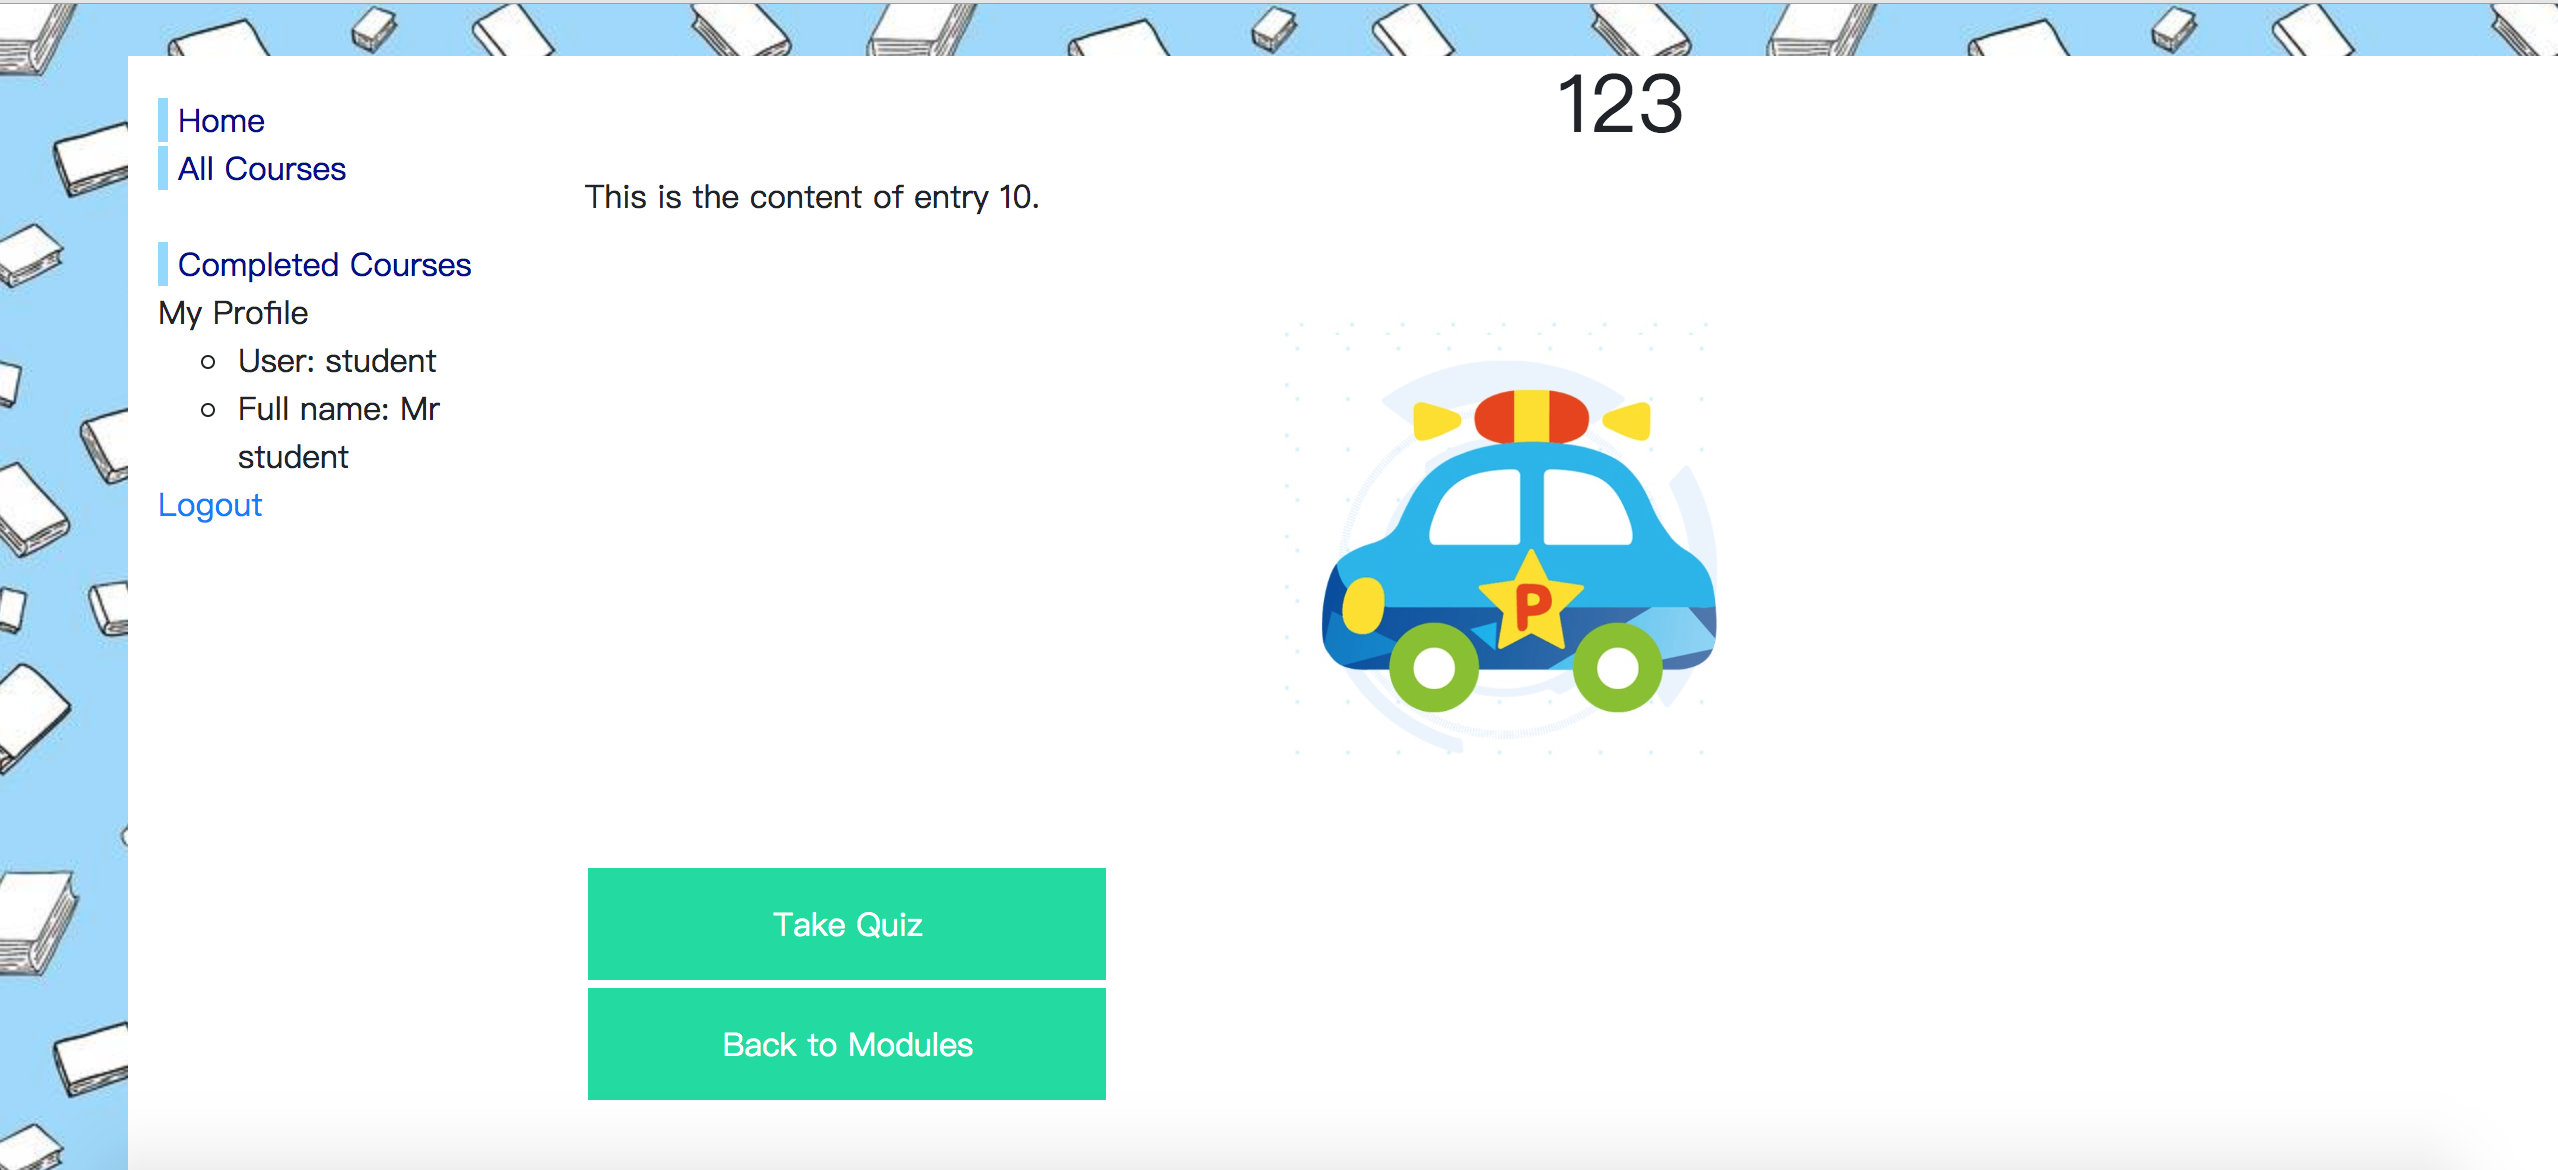 123
Home
All Courses
Completed Courses
My Profile
User: student
Full name: Mr
student
Logout
This is the content of entry 10.
P
Take Quiz
Back to Modules